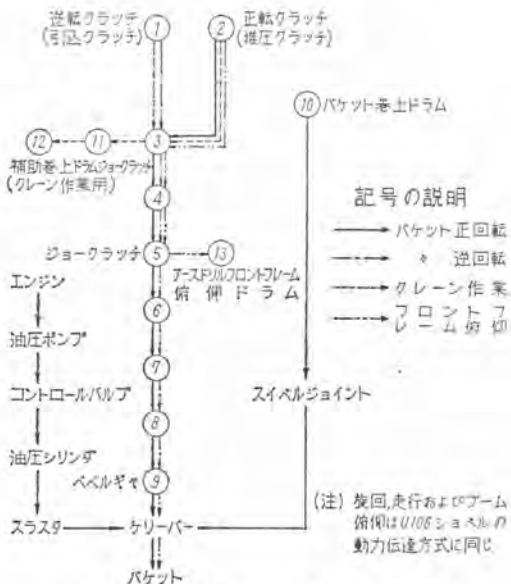 逆転クラッチ
(引込クラッチ)
①
②
正転クラッチ
(推圧クラッチ)
⑩ バケット巻上ドラム
⑫
⑪
③
補助巻上ドラムジョークラッチ
(クレーン作業用)
④
ジョークラッチ ⑤
⑬
アースドリルフロントフレーム
俯仰ドラム
記号の説明
バケット正回転
〃 逆回転
クレーン作業
フロントフ
レーム俯仰
エンジン
油圧ポンプ
コントロールバルブ
油圧シリンダ
スラスタ
⑥
⑦
⑧
ベベルギヤ ⑨
ケリーバー
バケット
スイベルジョイント
(注) 旋回,走行およびブーム
俯仰はU106ショベルの
動力伝達方式に同じ